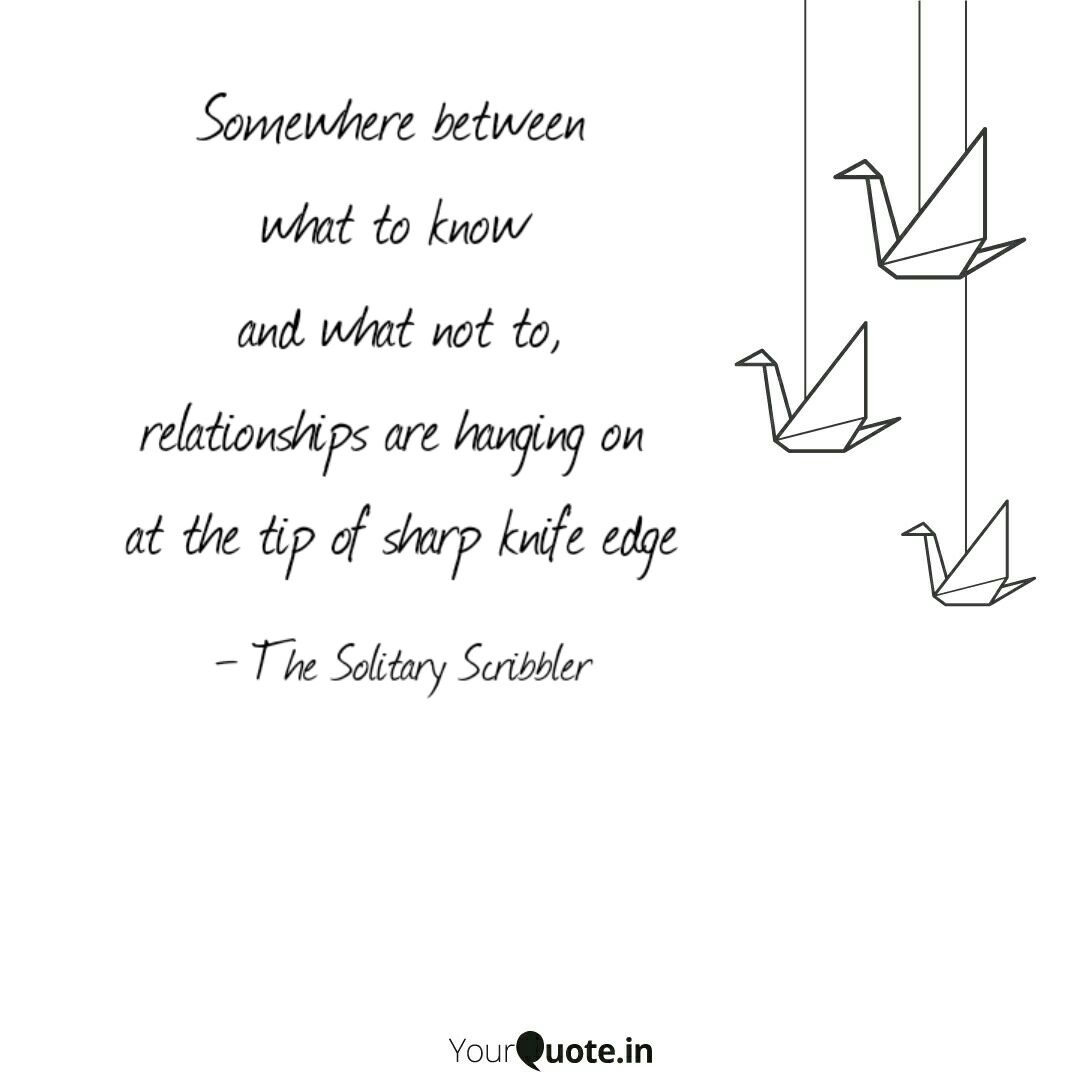 Somewhere between
what to know
and what not to,
relationships are hanging on
at the tip of sharp knife edge
- The Solitary Scribbler
YourQuote.in